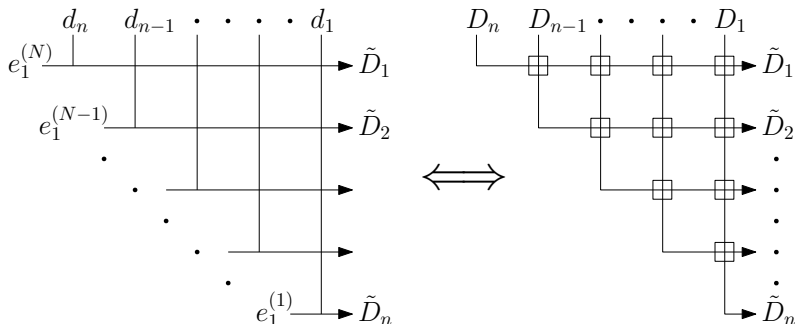 d_n d_{n-1} · · · · d_1 D_n D_{n-1} · · · · D_1
e_1^{(N)} \tilde{D}_1 \tilde{D}_1
e_1^{(N-1)} \tilde{D}_2 ⟺ \tilde{D}_2
e_1^{(1)} \tilde{D}_n \tilde{D}_n